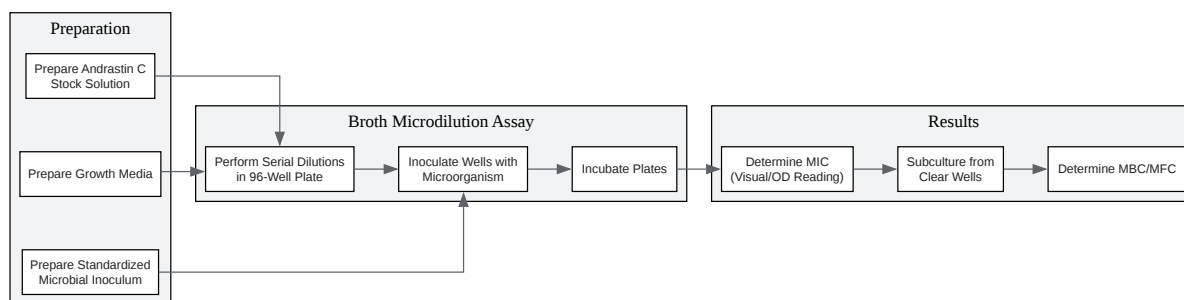 Preparation
Prepare Andrastin C
Stock Solution
Prepare Growth Media
Prepare Standardized
Microbial Inoculum
Broth Microdilution Assay
Perform Serial Dilutions
in 96-Well Plate
Inoculate Wells with
Microorganism
Incubate Plates
Results
Determine MIC
(Visual/OD Reading)
Subculture from
Clear Wells
Determine MBC/MFC